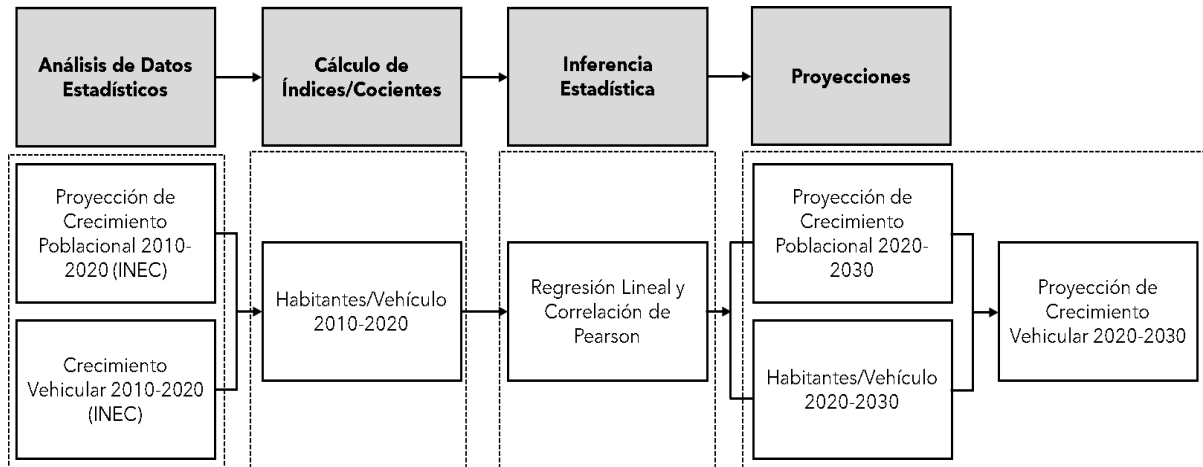 Análisis de Datos
Estadísticos
Cálculo de
Índices/Cocientes
Inferencia
Estadística
Proyecciones
Proyección de
Crecimiento
Poblacional 2010-
2020 (INEC)
Crecimiento
Vehicular 2010-2020
(INEC)
Habitantes/Vehículo
2010-2020
Regresión Lineal y
Correlación de
Pearson
Proyección de
Crecimiento
Poblacional 2020-
2030
Habitantes/Vehículo
2020-2030
Proyección de
Crecimiento
Vehicular 2020-2030